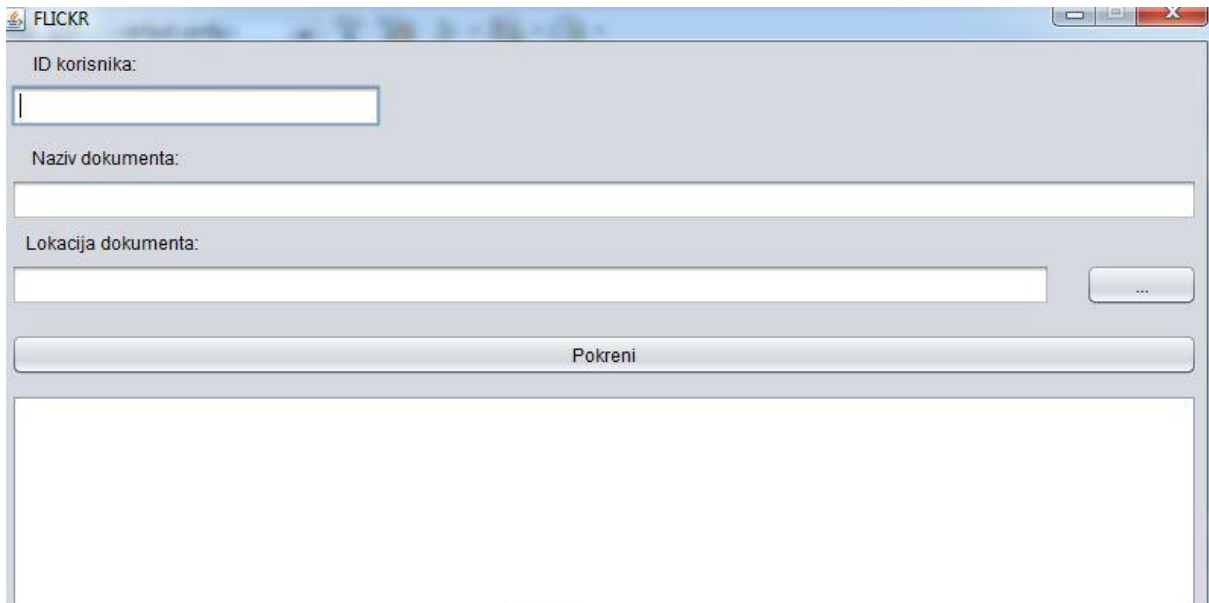 FLICKR
ID korisnika:
Naziv dokumenta:
Lokacija dokumenta:
...
Pokreni